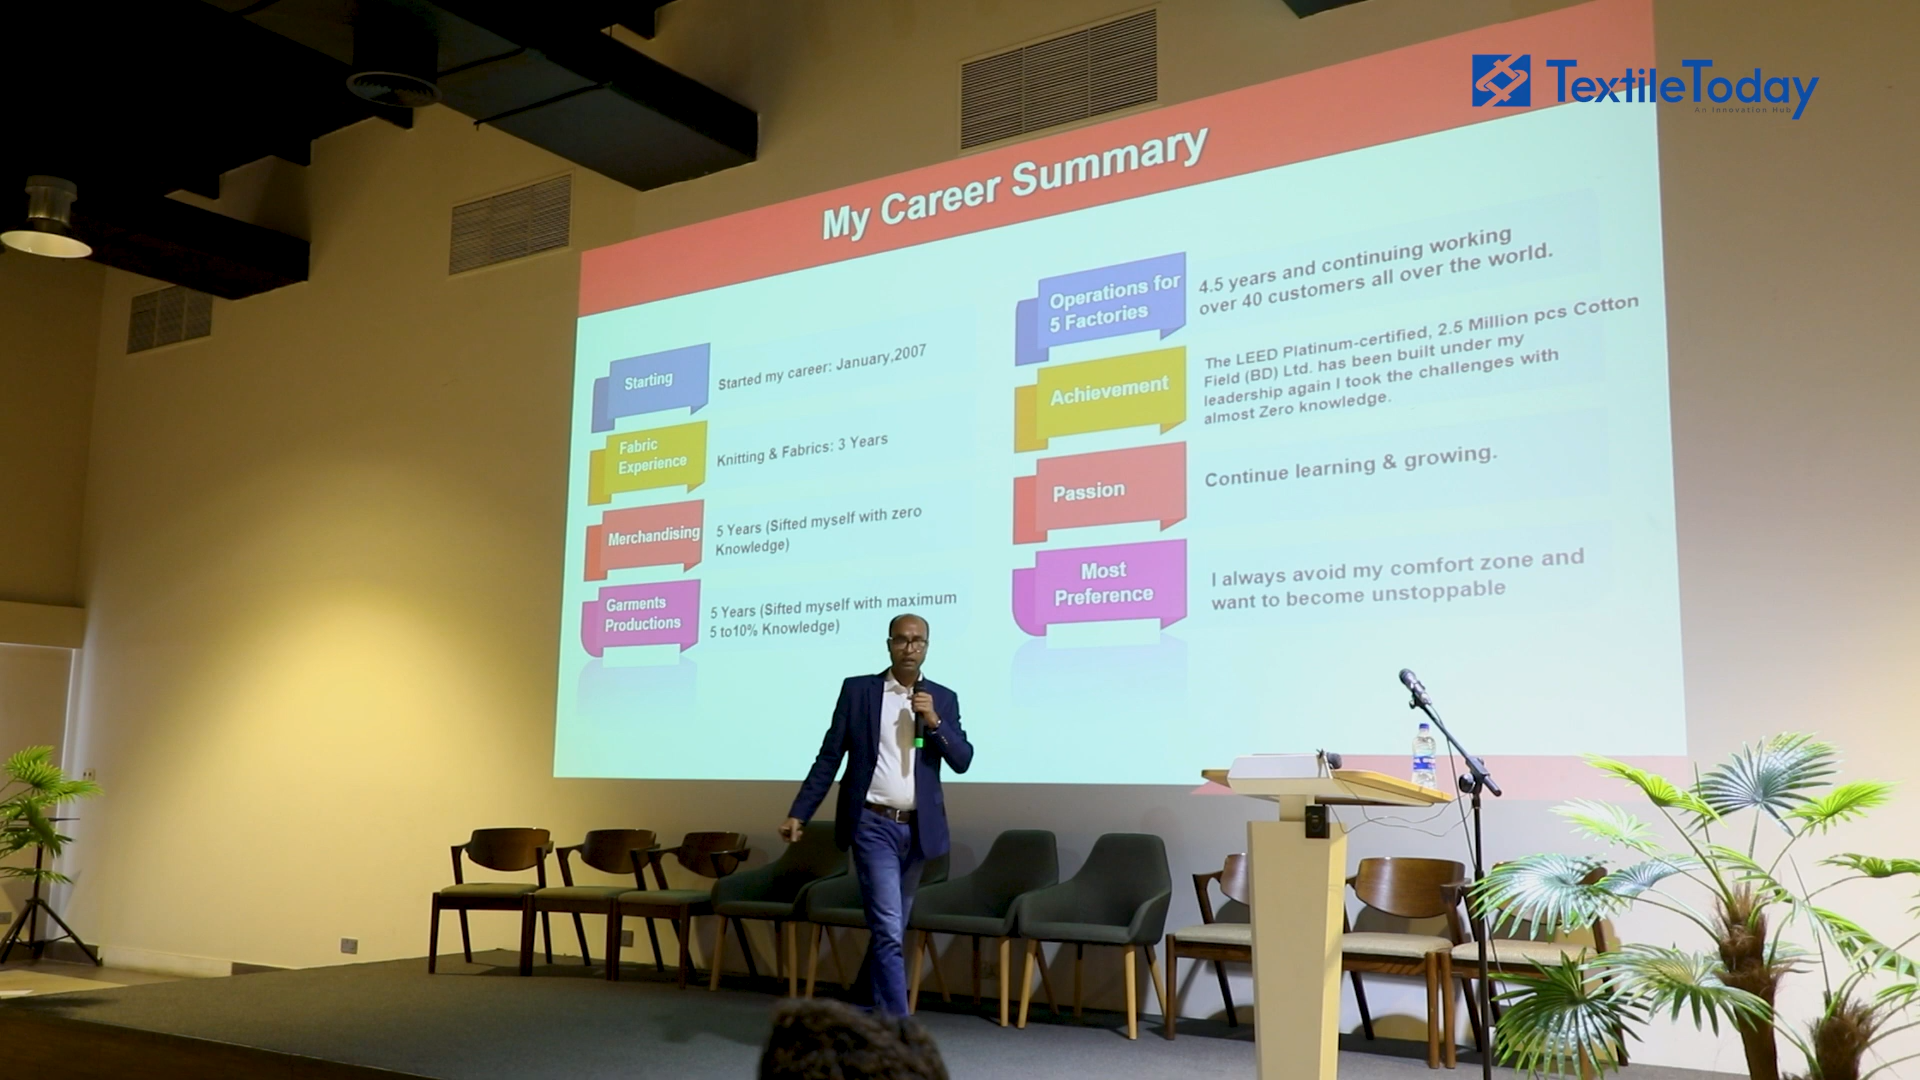 TextileToday
An Innovation Hub
My Career Summary
Starting
Started my career: January,2007
Fabric
Experience
Knitting & Fabrics: 3 Years
Merchandising
5 Years (Sifted myself with zero
Knowledge)
Garments
Productions
5 Years (Sifted myself with maximum
5 to10% Knowledge)
Operations for
5 Factories
4.5 years and continuing working
over 40 customers all over the world.
Achievement
The LEED Platinum-certified, 2.5 Million pcs Cotton
Field (BD) Ltd. has been built under my
leadership again I took the challenges with
almost Zero knowledge.
Passion
Continue learning & growing.
Most
Preference
I always avoid my comfort zone and
want to become unstoppable